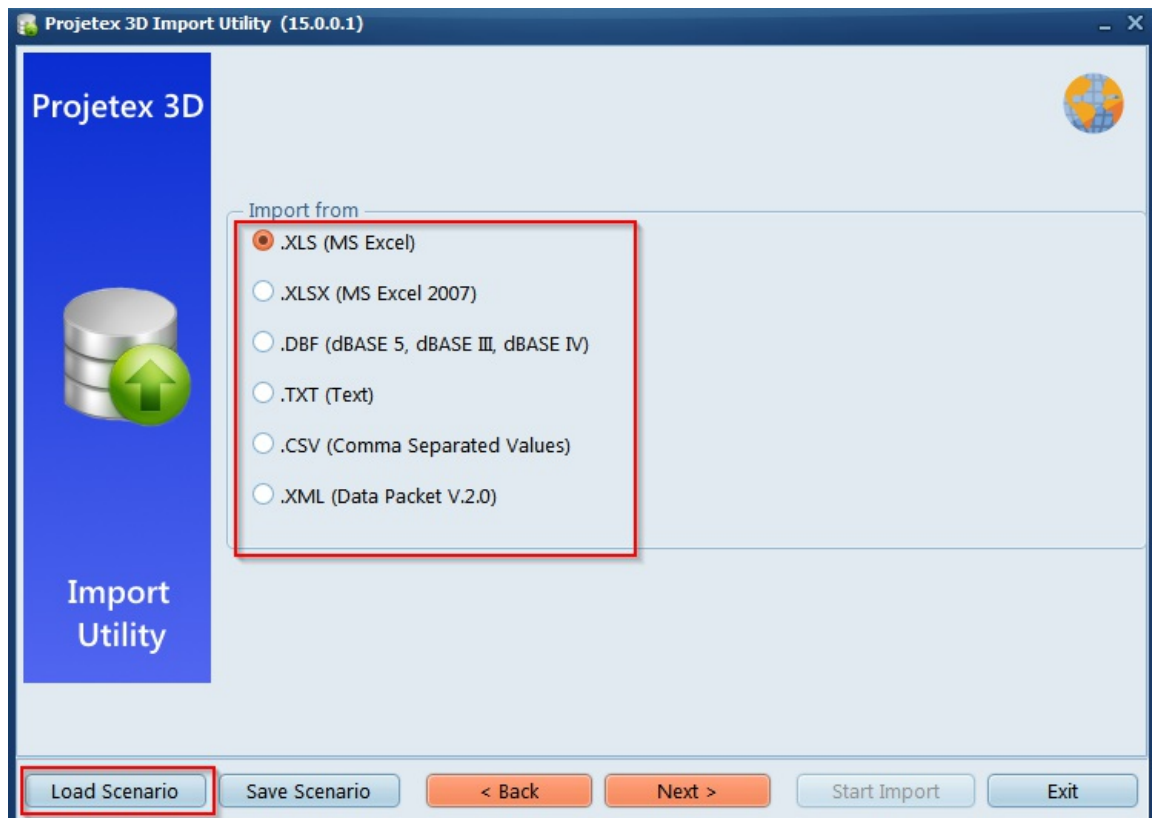 Projetex 3D Import Utility (15.0.0.1)
Projetex 3D
Import from
.XLS (MS Excel)
.XLSX (MS Excel 2007)
.DBF (dBASE 5, dBASE III, dBASE IV)
.TXT (Text)
.CSV (Comma Separated Values)
.XML (Data Packet V.2.0)
Import
Utility
Load Scenario
Save Scenario
< Back
Next >
Start Import
Exit